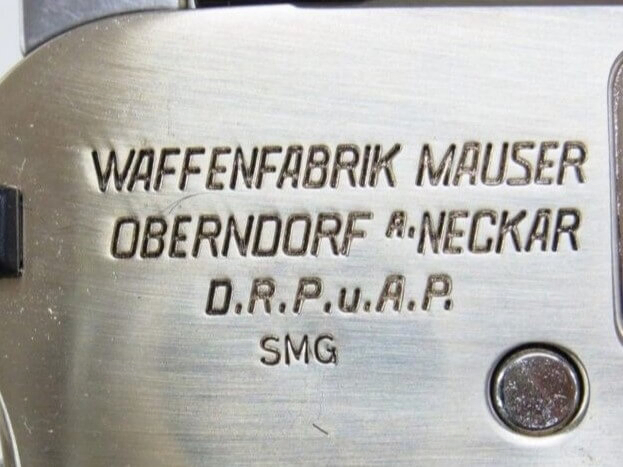 WAFFENFABRIK MAUSER
OBERNDORF A·NECKAR
D.R.P.u.A.P.
SMG